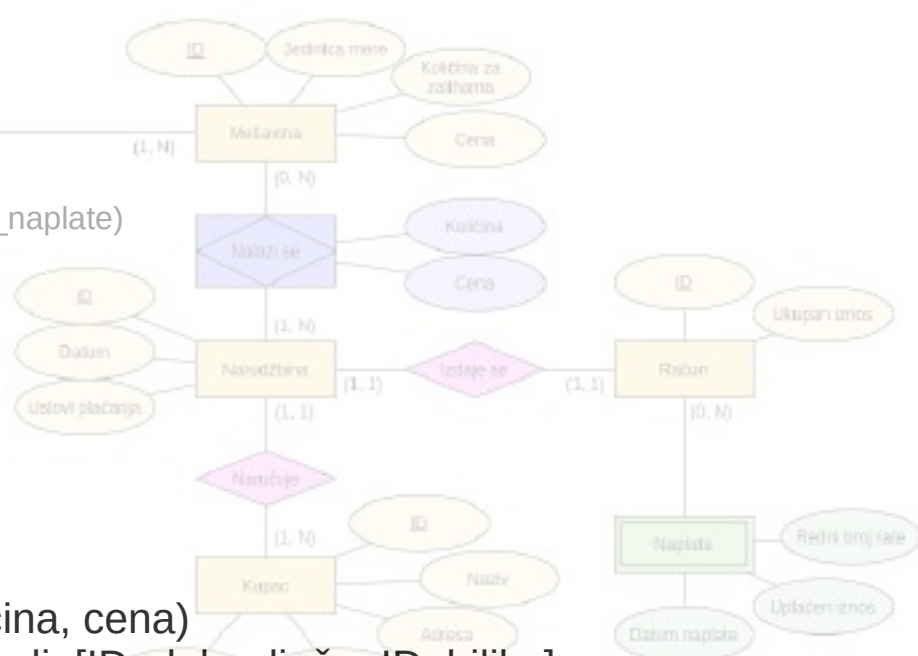 ID
Jedinica mere
Količina za
zalihama
Mešavina
Cena
(1, N)
(0, N)
_naplate)
Količina
Nalazi se
Cena
ID
ID
Ukupan iznos
(1, N)
Datum
Narudžbina
Izdaje se
Račun
(1, 1)
(1, 1)
Uslovi plaćanja
(1, 1)
(0, N)
Naručuje
ID
(1, N)
Redni broj rate
Naplata
Naziv
Kupac
Uplaćen iznos
ina, cena)
Adresa
Datum naplate